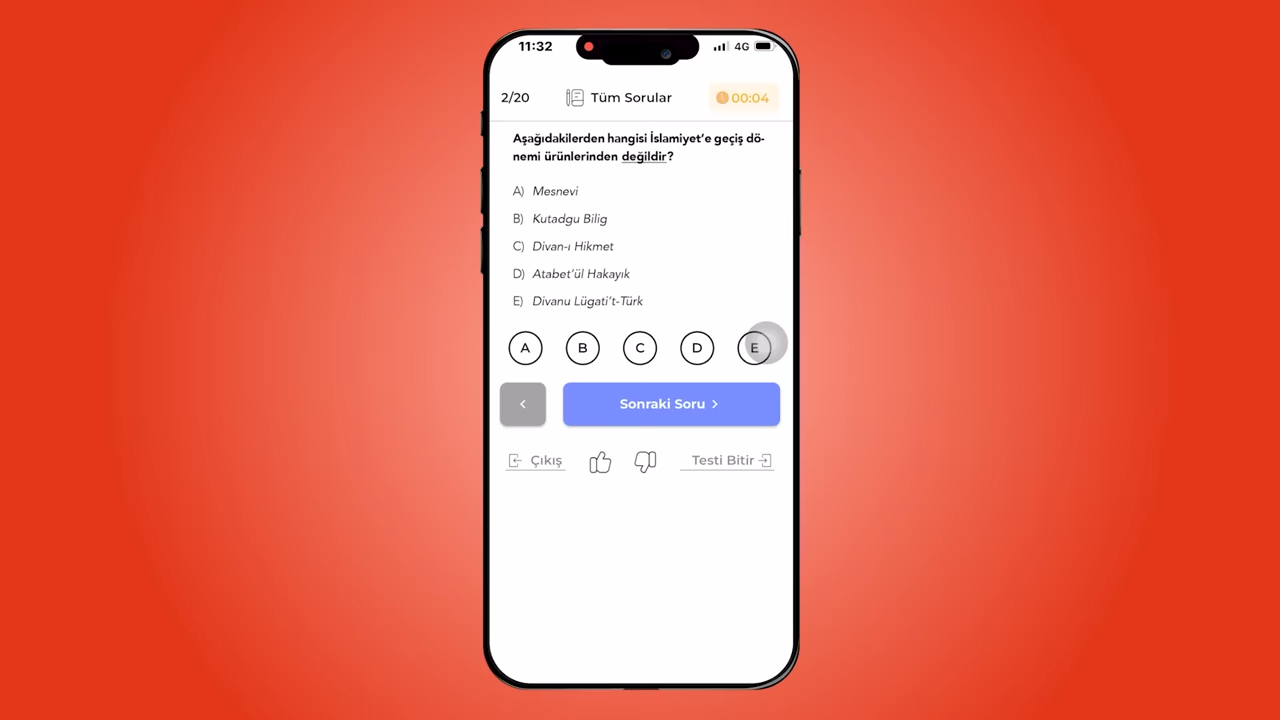 11:32
4G
2/20
Tüm Sorular
00:04
Aşağıdakilerden hangisi İslamiyet'e geçiş dö-
nemi ürünlerinden değildir?
A) Mesnevi
B) Kutadgu Bilig
C) Divan-ı Hikmet
D) Atabet'ül Hakayık
E) Divanu Lügati't-Türk
A B C D E
Sonraki Soru
Çıkış
Testi Bitir